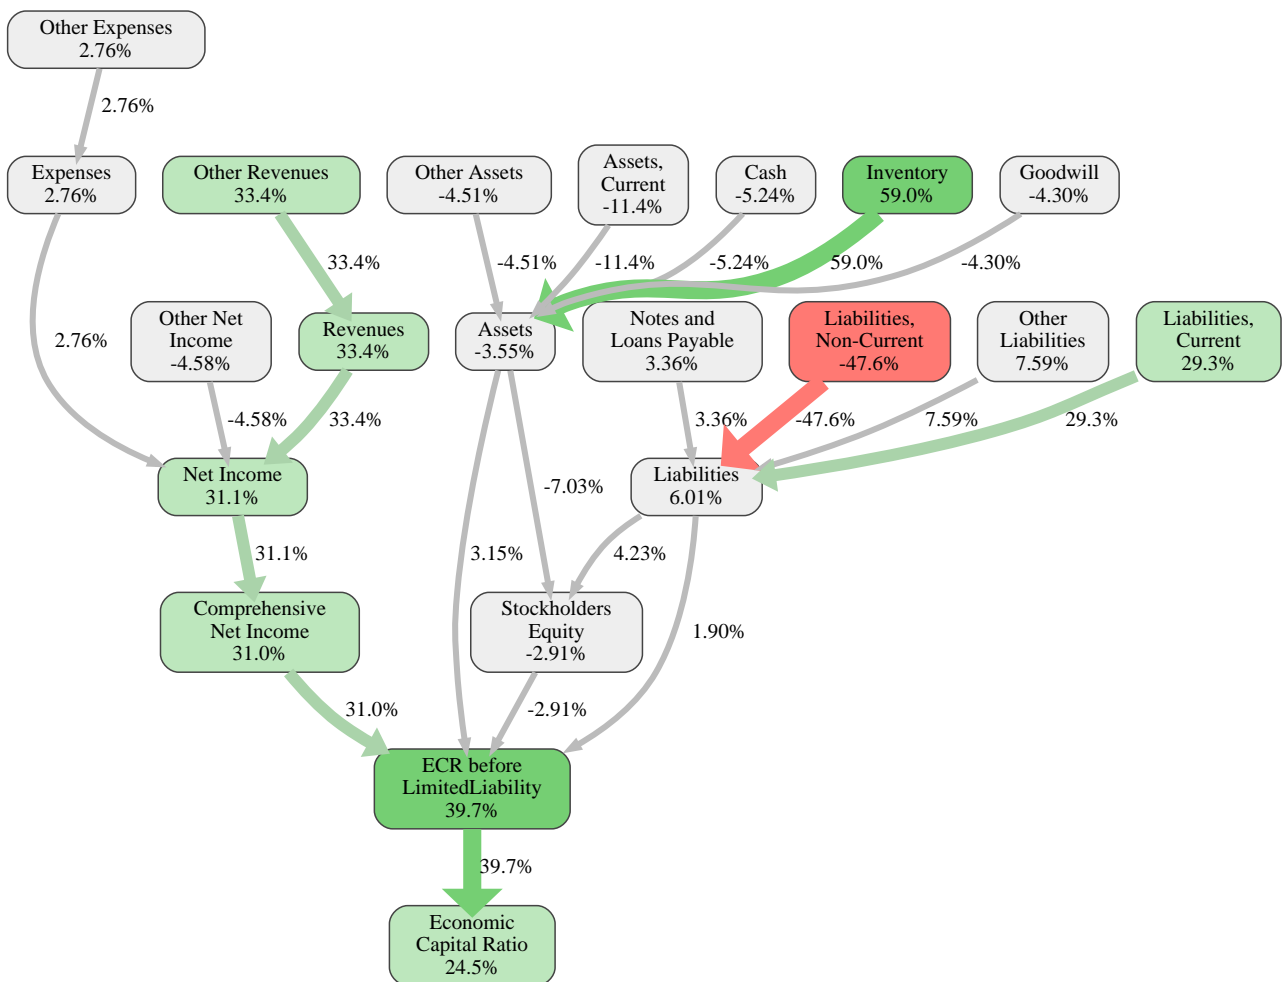 Other Expenses
2.76%
2.76%
Expenses
2.76%
Other Revenues
33.4%
Other Assets
-4.51%
Assets,
Current
-11.4%
Cash
-5.24%
Inventory
59.0%
Goodwill
-4.30%
33.4%
-4.51%
-11.4%
-5.24%
59.0%
-4.30%
2.76%
Other Net
Income
-4.58%
Revenues
33.4%
Assets
-3.55%
Notes and
Loans Payable
3.36%
Liabilities,
Non-Current
-47.6%
Other
Liabilities
7.59%
Liabilities,
Current
29.3%
-4.58%
33.4%
3.36%
-47.6%
7.59%
29.3%
Net Income
31.1%
-7.03%
Liabilities
6.01%
31.1%
3.15%
4.23%
Comprehensive
Net Income
31.0%
Stockholders
Equity
-2.91%
1.90%
31.0%
-2.91%
ECR before
LimitedLiability
39.7%
39.7%
Economic
Capital Ratio
24.5%